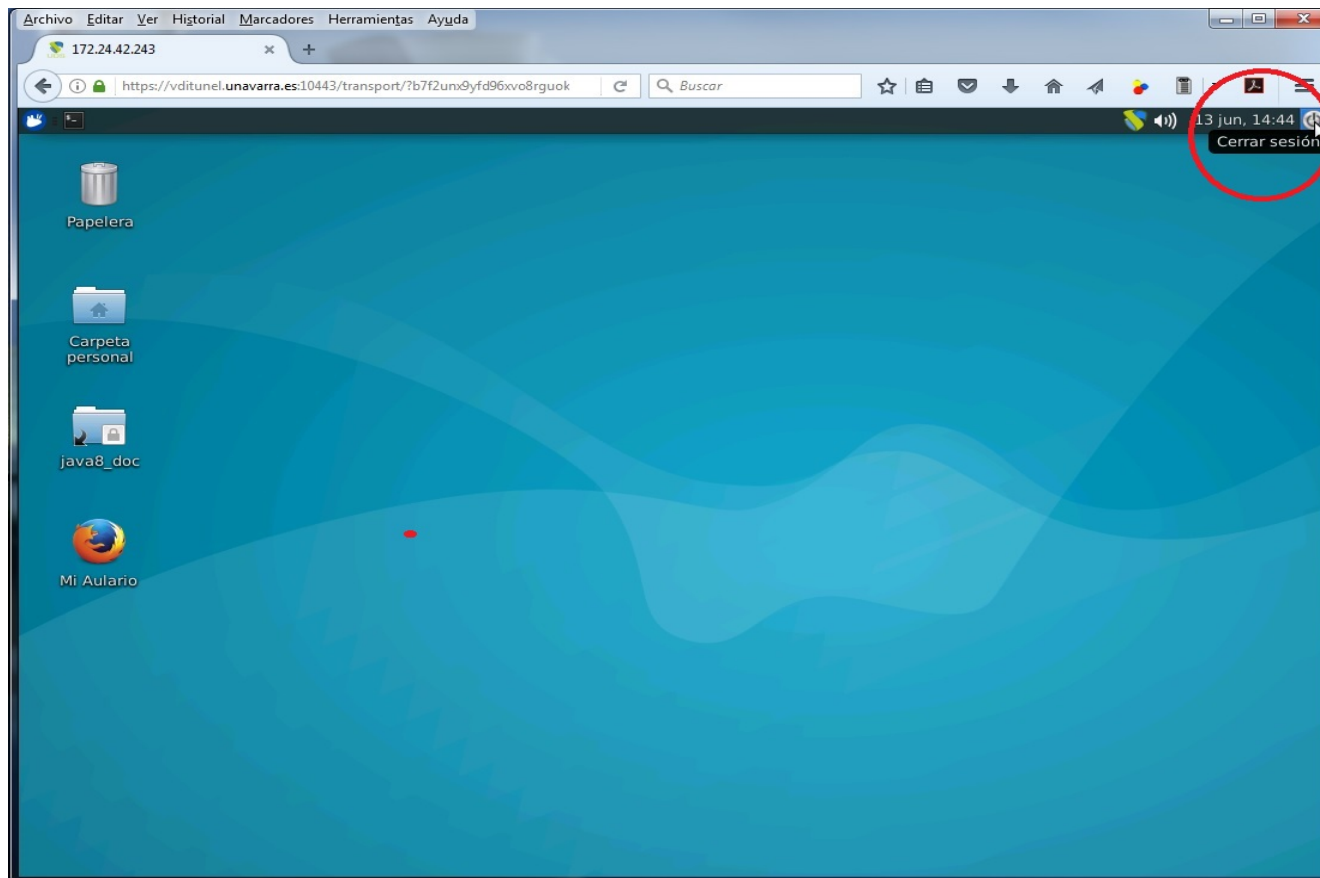 Archivo Editar Ver Historial Marcadores Herramientas Ayuda
172.24.42.243
https://vditunel.unavarra.es:10443/transport/?b7f2unx9yfd96xvo8rguok
Buscar
13 jun, 14:44
Cerrar sesión
Papelera
Carpeta
personal
java8_doc
Mi Aulario